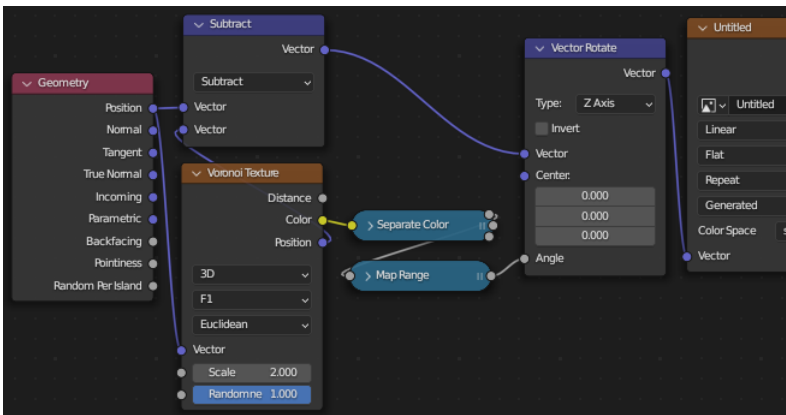 Geometry
Position
Normal
Tangent
True Normal
Incoming
Parametric
Backfacing
Pointiness
Random Per Island
Subtract
Vector
Subtract
Vector
Vector
Voronoi Texture
Distance
Color
Position
3D
F1
Euclidean
Vector
Scale 2.000
Randomne 1.000
Separate Color
Map Range
Vector Rotate
Vector
Type: Z Axis
Invert
Vector
Center:
0.000
0.000
0.000
Angle
Untitled
Untitled
Linear
Flat
Repeat
Generated
Color Space s
Vector